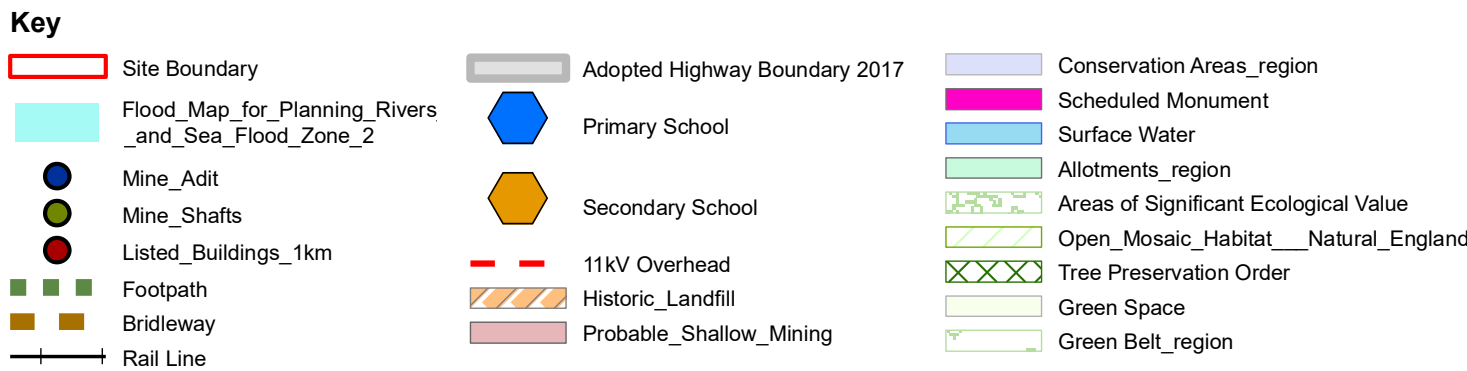 Key
Site Boundary
Flood_Map_for_Planning_Rivers_
_and_Sea_Flood_Zone_2
Mine_Adit
Mine_Shafts
Listed_Buildings_1km
Footpath
Bridleway
Rail Line
Adopted Highway Boundary 2017
Primary School
Secondary School
11kV Overhead
Historic_Landfill
Probable_Shallow_Mining
Conservation Areas_region
Scheduled Monument
Surface Water
Allotments_region
Areas of Significant Ecological Value
Open_Mosaic_Habitat___Natural_England
Tree Preservation Order
Green Space
Green Belt_region